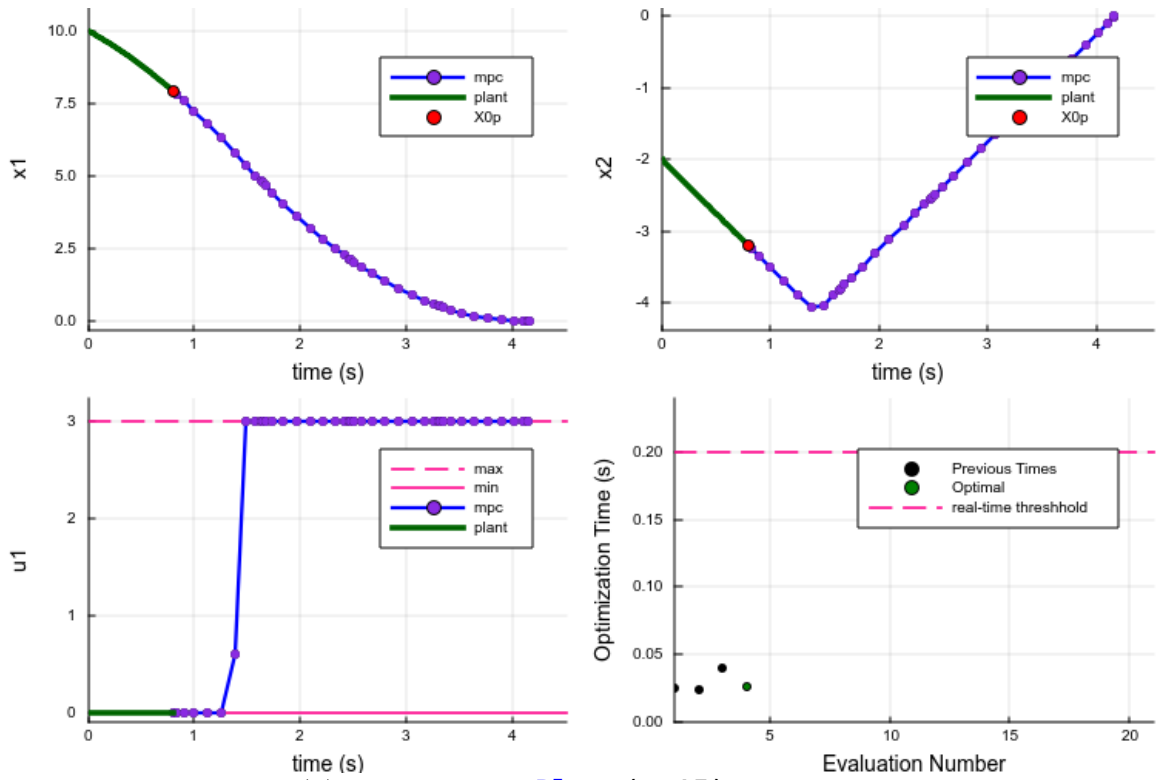 10.0
7.5
5.0
2.5
0.0
x1
0 1 2 3 4
time (s)
mpc
plant
X0p
0
-1
-2
-3
-4
x2
0 1 2 3 4
time (s)
mpc
plant
X0p
3
2
1
0
u1
0 1 2 3 4
time (s)
max
min
mpc
plant
0.20
0.15
0.10
0.05
0.00
Optimization Time (s)
5 10 15 20
Evaluation Number
Previous Times
Optimal
real-time threshhold